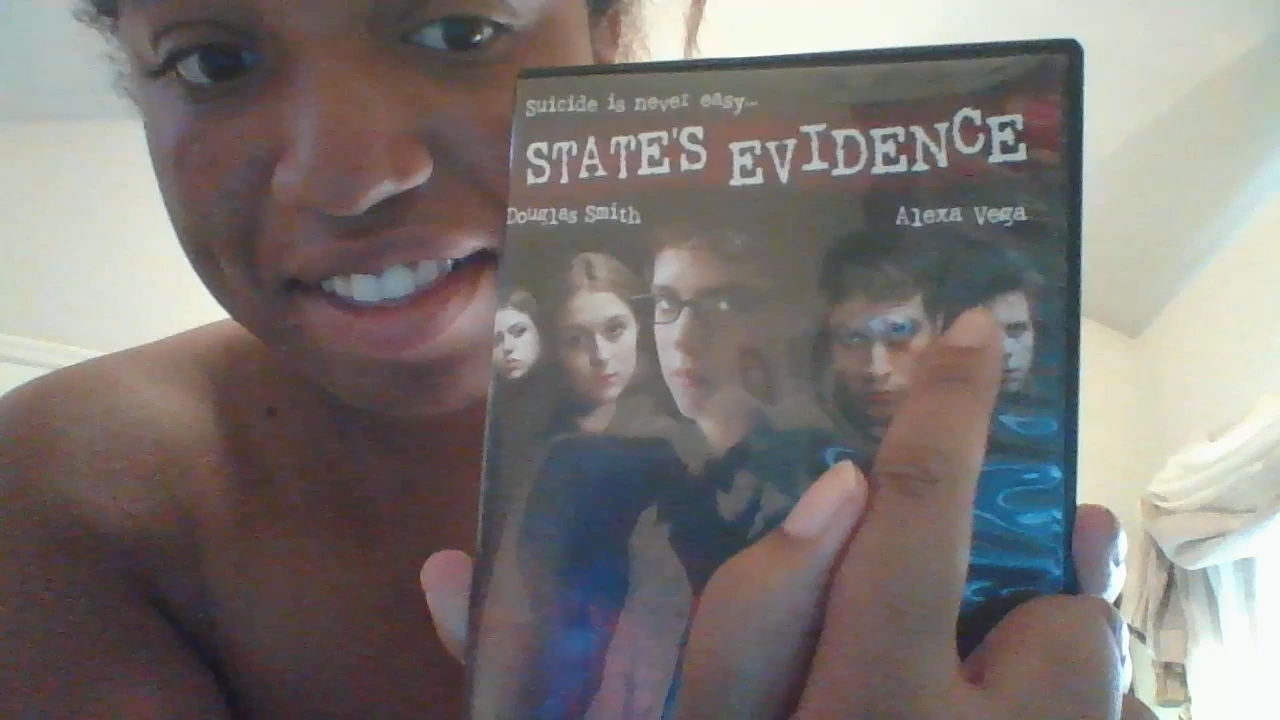 Suicide is never easy...
STATE'S EVIDENCE
Douglas Smith
Alexa Vega